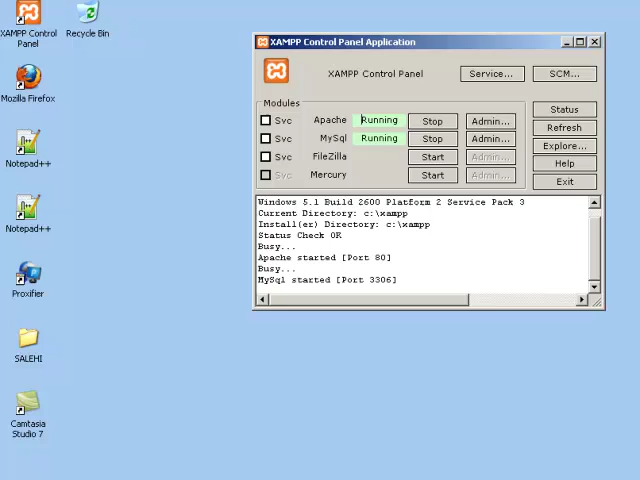 XAMPP Control
Panel
Recycle Bin
Mozilla Firefox
Notepad++
Notepad++
Proxifier
SALEHI
Camtasia
Studio 7
XAMPP Control Panel Application
XAMPP Control Panel
Service...
SCM...
Modules
Svc Apache Running Stop Admin...
Svc MySql Running Stop Admin...
Svc FileZilla Start Admin...
Svc Mercury Start Admin...
Status
Refresh
Explore...
Help
Exit
Windows 5.1 Build 2600 Platform 2 Service Pack 3
Current Directory: c:\xampp
Install(er) Directory: c:\xampp
Status Check OK
Busy...
Apache started [Port 80]
Busy...
MySql started [Port 3306]